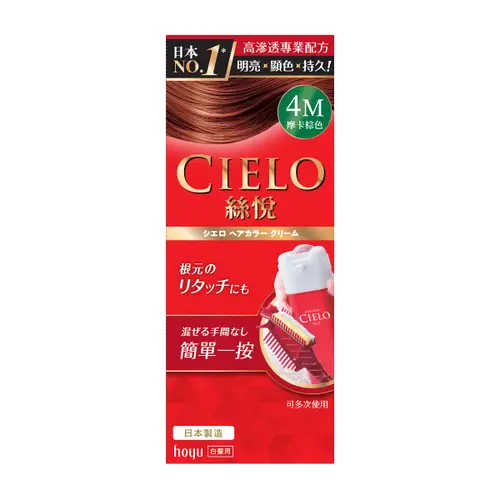 日本
NO.1*
高滲透專業配方
明亮×顯色×持久!
4M
摩卡棕色
CIELO
絲悅
シエロ ヘアカラー クリーム
根元の
リタッチにも
CIELO
混ぜる手間なし
簡單一按
可多次使用
日本製造
hoyu 白髮用